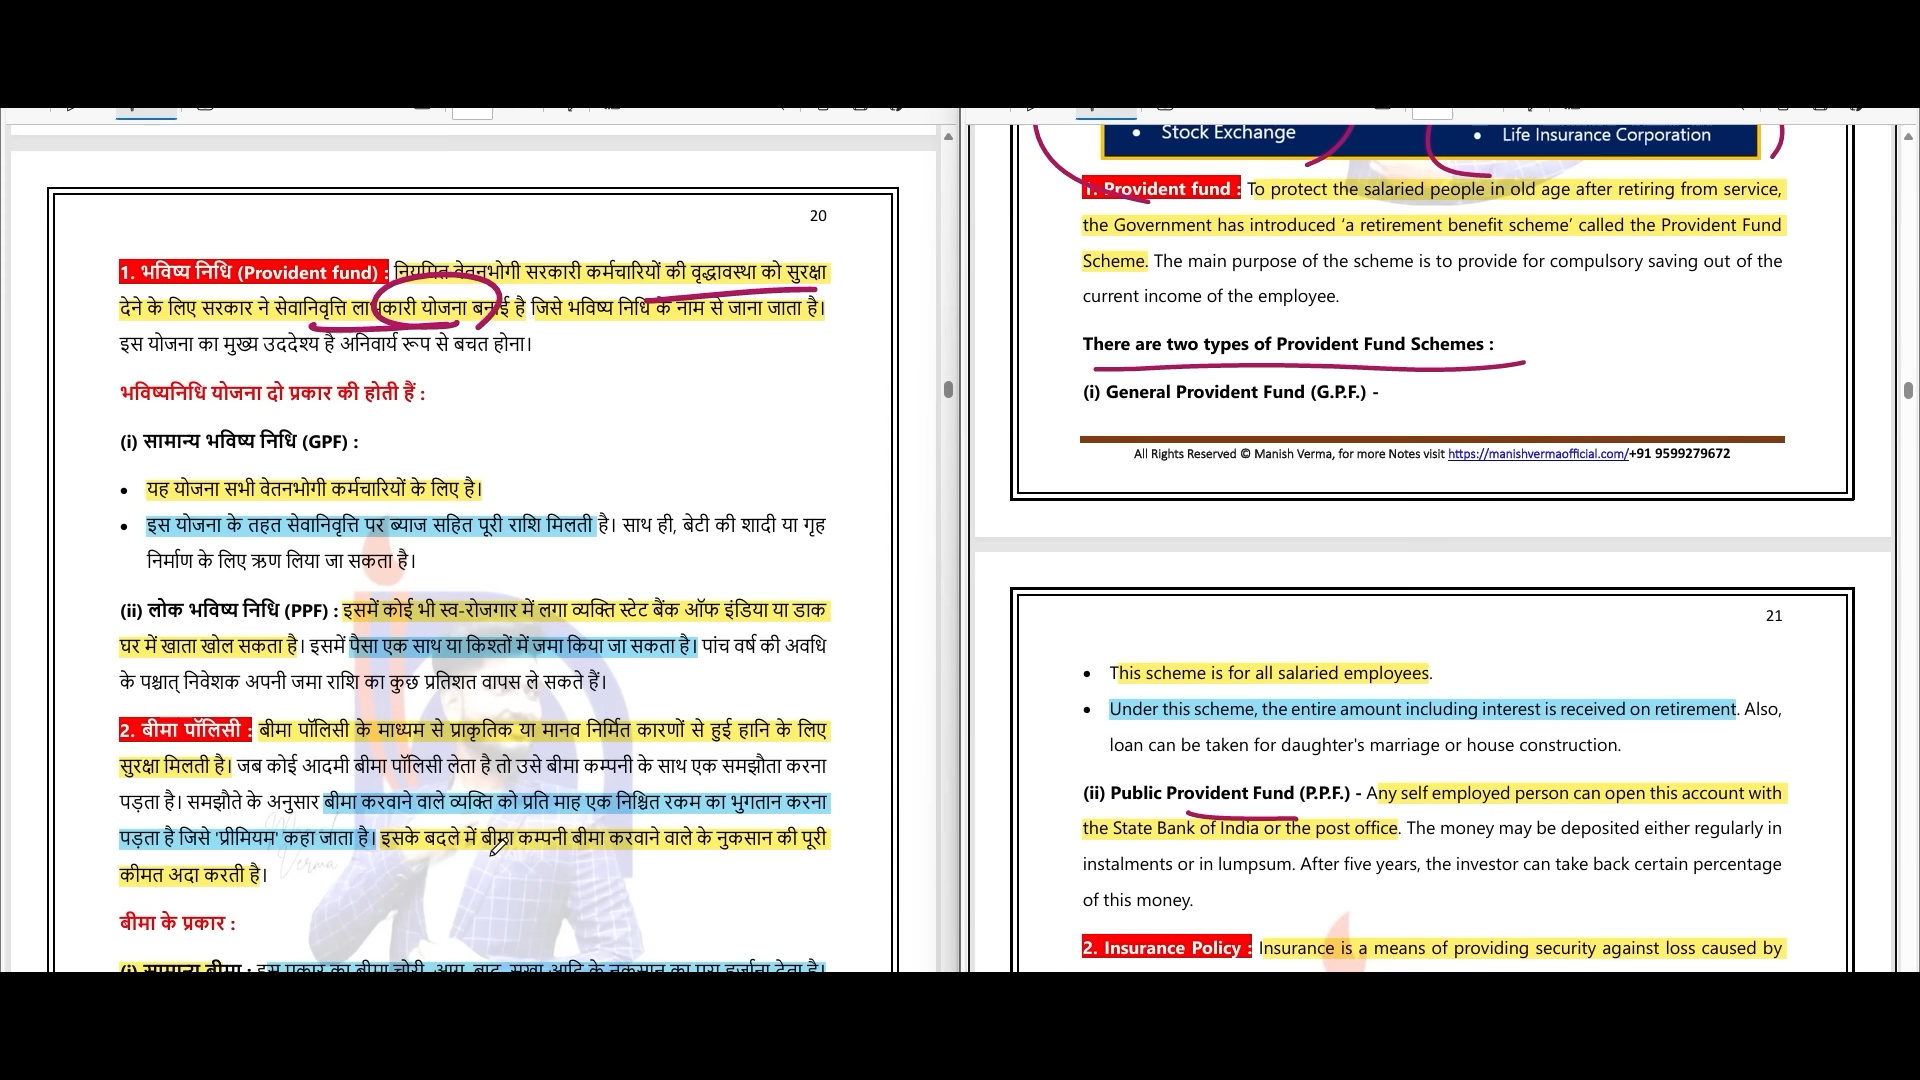 20
1. भविष्य निधि (Provident fund) : नियमित वेतनभोगी सरकारी कर्मचारियों की वृद्धावस्था को सुरक्षा
देने के लिए सरकार ने सेवानिवृत्ति लाभकारी योजना बनाई है जिसे भविष्य निधि के नाम से जाना जाता है।
इस योजना का मुख्य उददेश्य है अनिवार्य रूप से बचत होना।
भविष्यनिधि योजना दो प्रकार की होती हैं :
(i) सामान्य भविष्य निधि (GPF) :
• यह योजना सभी वेतनभोगी कर्मचारियों के लिए है।
• इस योजना के तहत सेवानिवृत्ति पर ब्याज सहित पूरी राशि मिलती है। साथ ही, बेटी की शादी या गृह
निर्माण के लिए ऋण लिया जा सकता है।
(ii) लोक भविष्य निधि (PPF) : इसमें कोई भी स्व-रोजगार में लगा व्यक्ति स्टेट बैंक ऑफ इंडिया या डाक
घर में खाता खोल सकता है। इसमें पैसा एक साथ या किश्तों में जमा किया जा सकता है। पांच वर्ष की अवधि
के पश्चात् निवेशक अपनी जमा राशि का कुछ प्रतिशत वापस ले सकते हैं।
2. बीमा पॉलिसी : बीमा पॉलिसी के माध्यम से प्राकृतिक या मानव निर्मित कारणों से हुई हानि के लिए
सुरक्षा मिलती है। जब कोई आदमी बीमा पॉलिसी लेता है तो उसे बीमा कम्पनी के साथ एक समझौता करना
पड़ता है। समझौते के अनुसार बीमा करवाने वाले व्यक्ति को प्रति माह एक निश्चित रकम का भुगतान करना
पड़ता है जिसे 'प्रीमियम' कहा जाता है। इसके बदले में बीमा कम्पनी बीमा करवाने वाले के नुकसान की पूरी
कीमत अदा करती है।
बीमा के प्रकार :
(i) सामान्य बीमा : इस प्रकार का बीमा चोरी, आग, बाढ़, सूखा आदि के नुकसान का पूरा हर्जाना देता है।
• Stock Exchange
• Life Insurance Corporation
1. Provident fund : To protect the salaried people in old age after retiring from service,
the Government has introduced ‘a retirement benefit scheme’ called the Provident Fund
Scheme. The main purpose of the scheme is to provide for compulsory saving out of the
current income of the employee.
There are two types of Provident Fund Schemes :
(i) General Provident Fund (G.P.F.) -
All Rights Reserved © Manish Verma, for more Notes visit https://manishvermaofficial.com/+91 9599279672
21
• This scheme is for all salaried employees.
• Under this scheme, the entire amount including interest is received on retirement. Also,
loan can be taken for daughter's marriage or house construction.
(ii) Public Provident Fund (P.P.F.) - Any self employed person can open this account with
the State Bank of India or the post office. The money may be deposited either regularly in
instalments or in lumpsum. After five years, the investor can take back certain percentage
of this money.
2. Insurance Policy : Insurance is a means of providing security against loss caused by